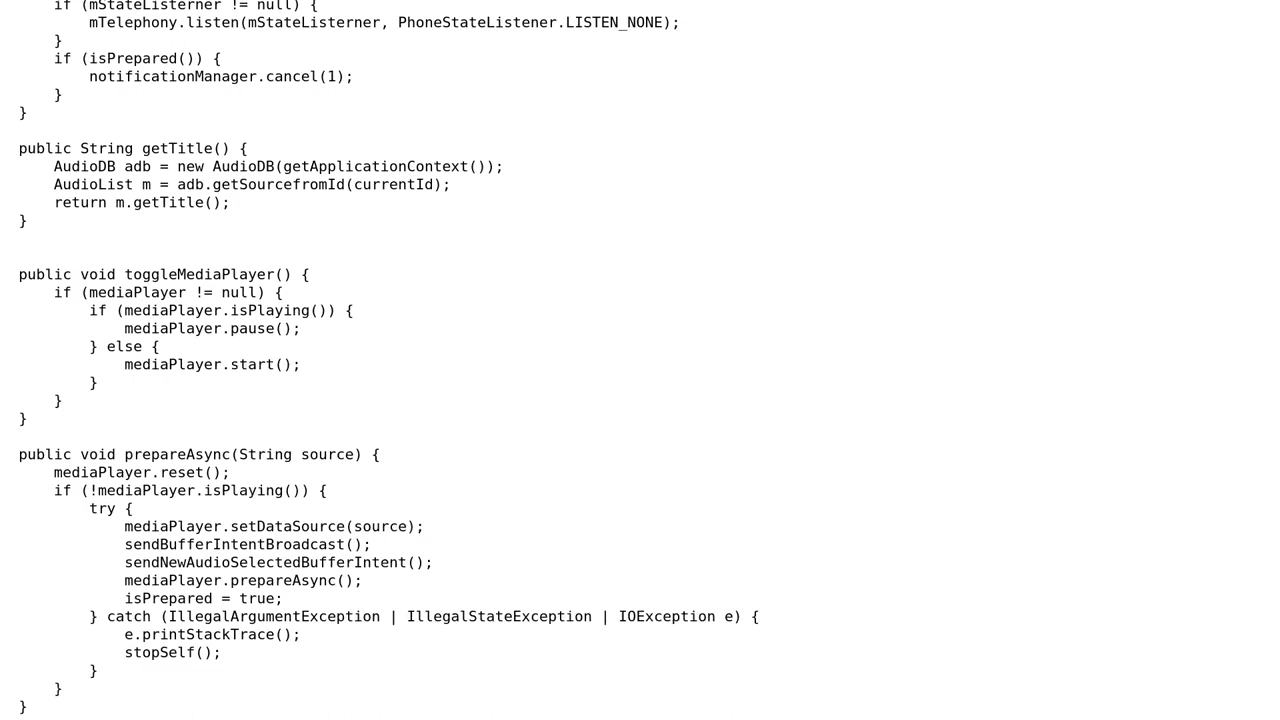 if (mStateListerner != null) {
mTelephony.listen(mStateListerner, PhoneStateListener.LISTEN_NONE);
}
if (isPrepared()) {
notificationManager.cancel(1);
}
}
public String getTitle() {
AudioDB adb = new AudioDB(getApplicationContext());
AudioList m = adb.getSourcefromId(currentId);
return m.getTitle();
}
public void toggleMediaPlayer() {
if (mediaPlayer != null) {
if (mediaPlayer.isPlaying()) {
mediaPlayer.pause();
} else {
mediaPlayer.start();
}
}
}
public void prepareAsync(String source) {
mediaPlayer.reset();
if (!mediaPlayer.isPlaying()) {
try {
mediaPlayer.setDataSource(source);
sendBufferIntentBroadcast();
sendNewAudioSelectedBufferIntent();
mediaPlayer.prepareAsync();
isPrepared = true;
} catch (IllegalArgumentException | IllegalStateException | IOException e) {
e.printStackTrace();
stopSelf();
}
}
}